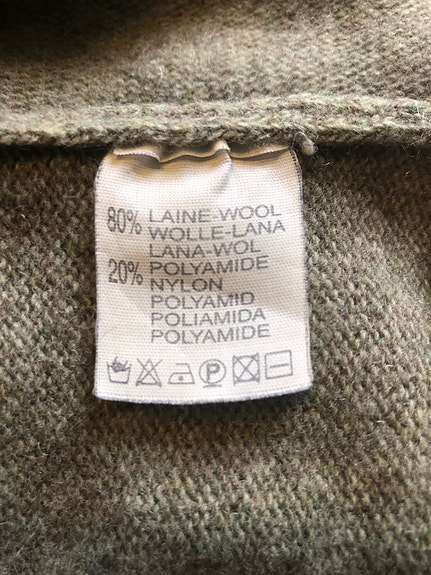 80% LAINE-WOOL
WOLLE-LANA
LANA-WOL
20% POLYAMIDE
NYLON
POLYAMID
POLIAMIDA
POLYAMIDE
P